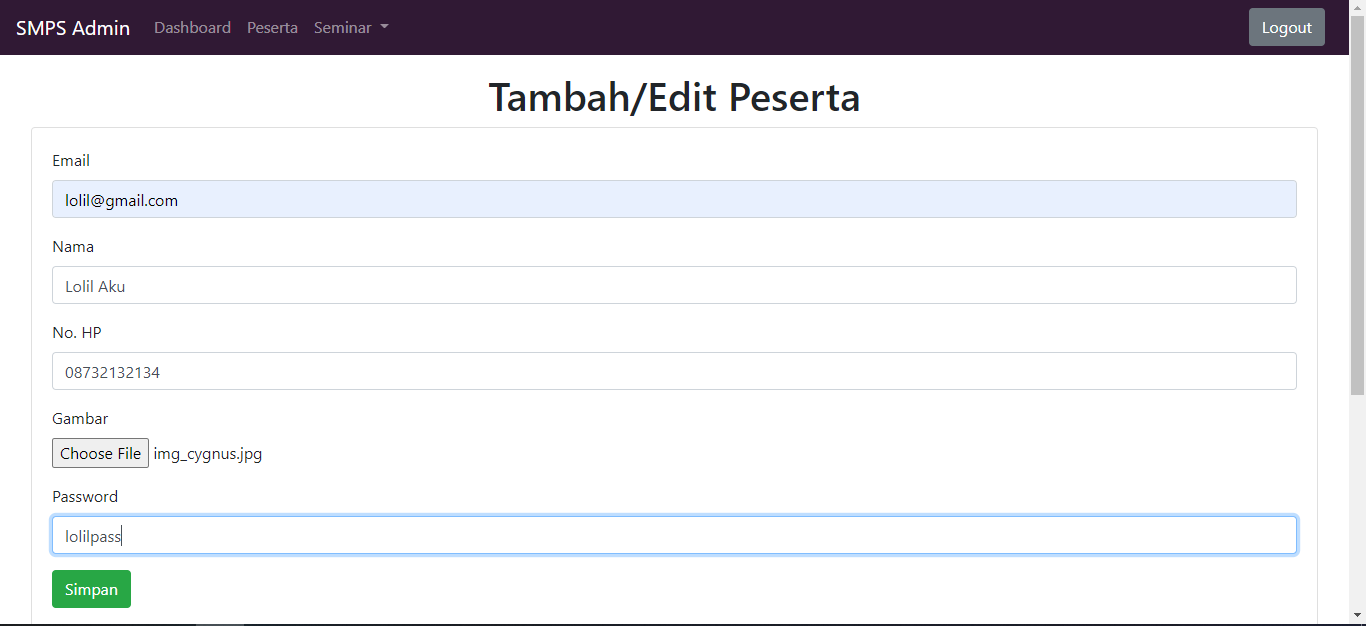 SMPS Admin Dashboard Peserta Seminar Logout
Tambah/Edit Peserta
Email
lolil@gmail.com
Nama
Lolil Aku
No. HP
08732132134
Gambar
Choose File img_cygnus.jpg
Password
lolilpass
Simpan